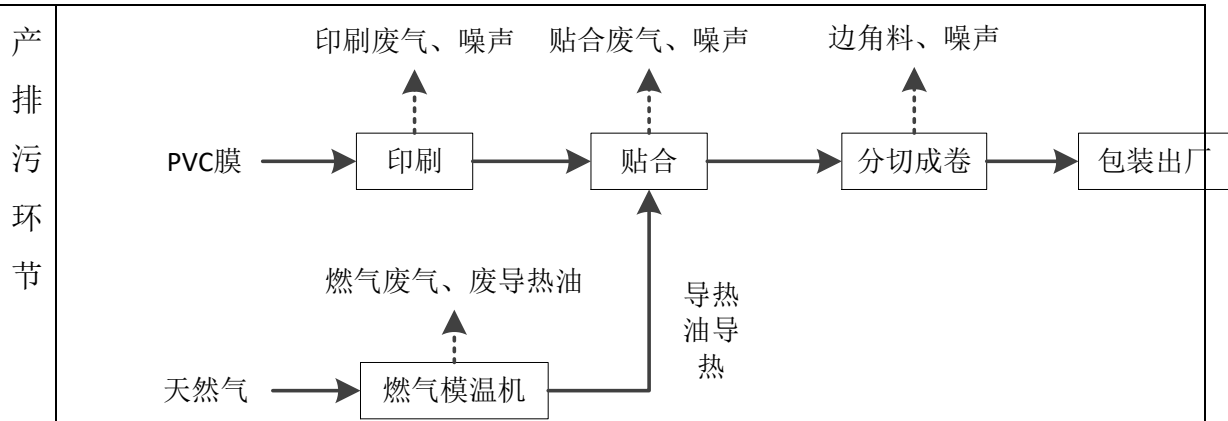 产
排
污
环
节
印刷废气、噪声
贴合废气、噪声
边角料、噪声
PVC膜
印刷
贴合
分切成卷
包装出厂
燃气废气、废导热油
导热
油导
热
天然气
燃气模温机